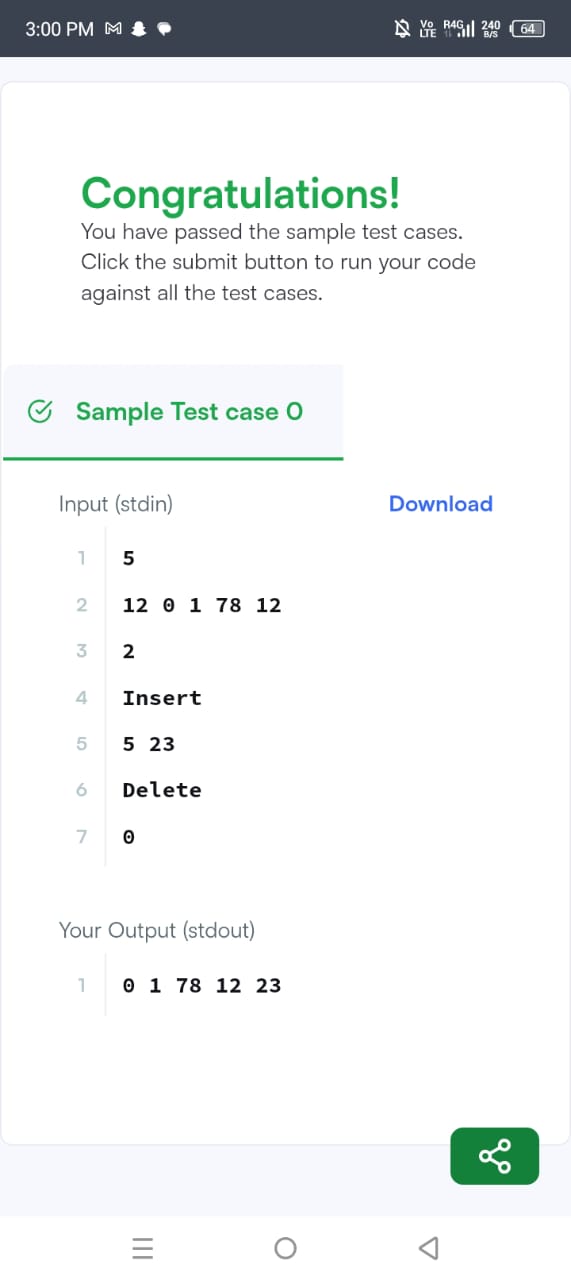 3:00 PM
Vo LTE R4G 240 B/S 64
Congratulations!
You have passed the sample test cases.
Click the submit button to run your code
against all the test cases.
Sample Test case 0
Input (stdin) Download
1 5
2 12 0 1 78 12
3 2
4 Insert
5 5 23
6 Delete
7 0
Your Output (stdout)
1 0 1 78 12 23